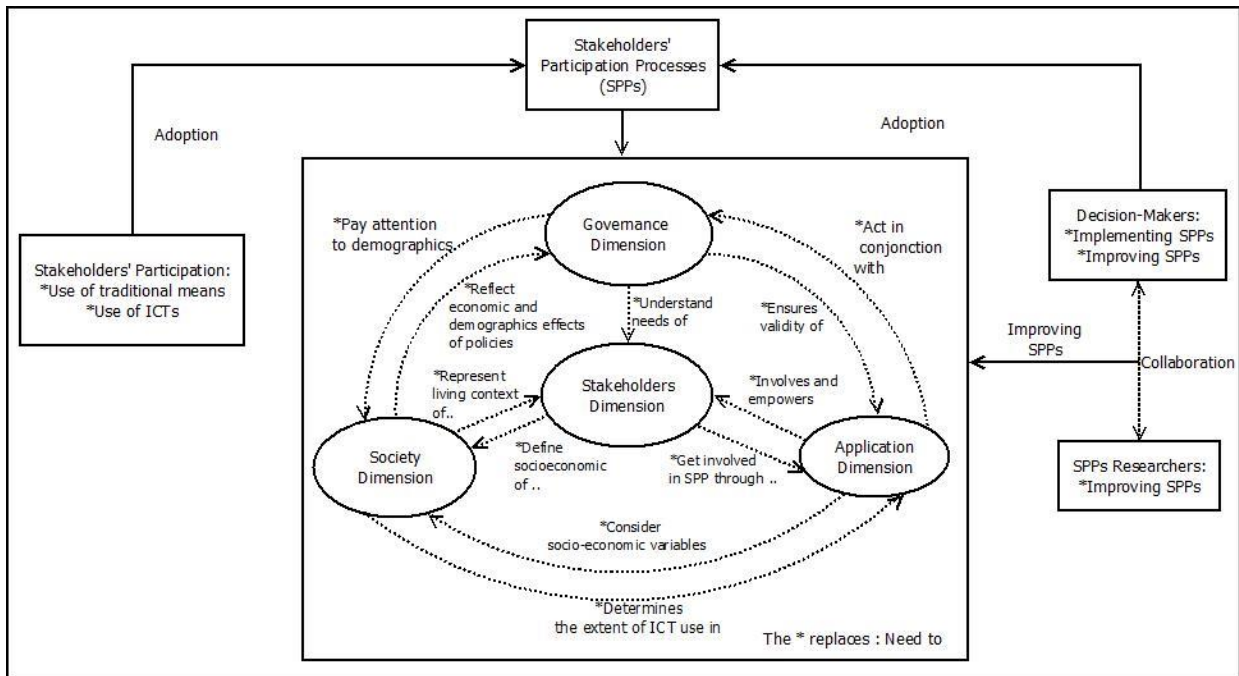 Stakeholders'
Participation Processes
(SPPs)
Adoption
Adoption
Stakeholders' Participation:
*Use of traditional means
*Use of ICTs
Decision-Makers:
*Implementing SPPs
*Improving SPPs
Improving
SPPs
Collaboration
SPPs Researchers:
*Improving SPPs
Governance
Dimension
*Pay attention
to demographics
*Act in
conjonction
with
*Reflect
economic and
demographics effects
of policies
*Understand
needs of
*Ensures
validity of
*Represent
living context
of..
Stakeholders
Dimension
*Involves and
empowers
Society
Dimension
*Define
socioeconomic
of ..
*Get involved
in SPP through ..
Application
Dimension
*Consider
socio-economic variables
*Determines
the extent of ICT use in
The * replaces : Need to